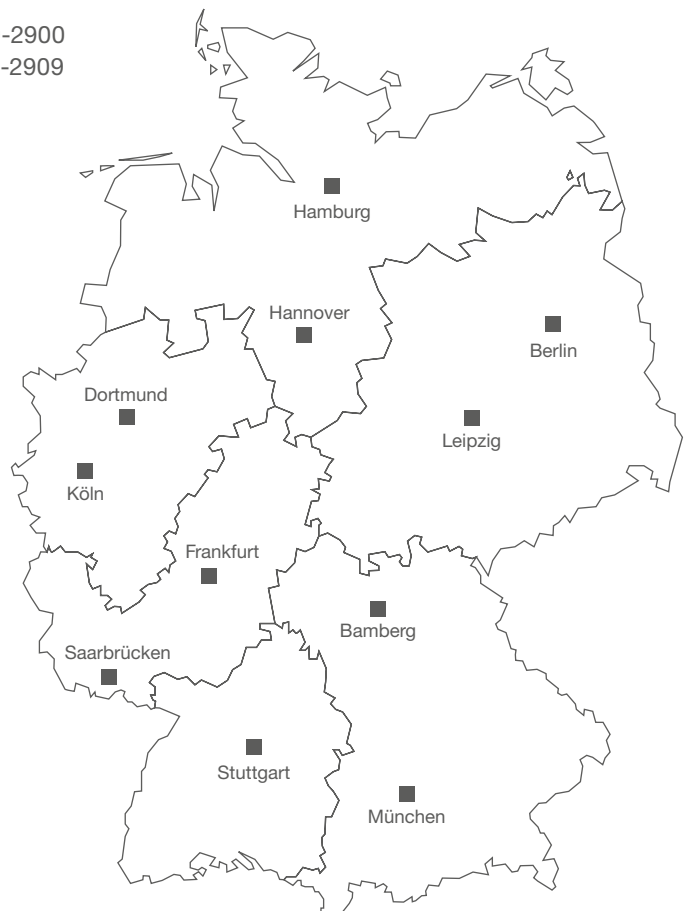 -2900
-2909
Hamburg
Hannover
Berlin
Dortmund
Leipzig
Köln
Frankfurt
Bamberg
Saarbrücken
Stuttgart
München